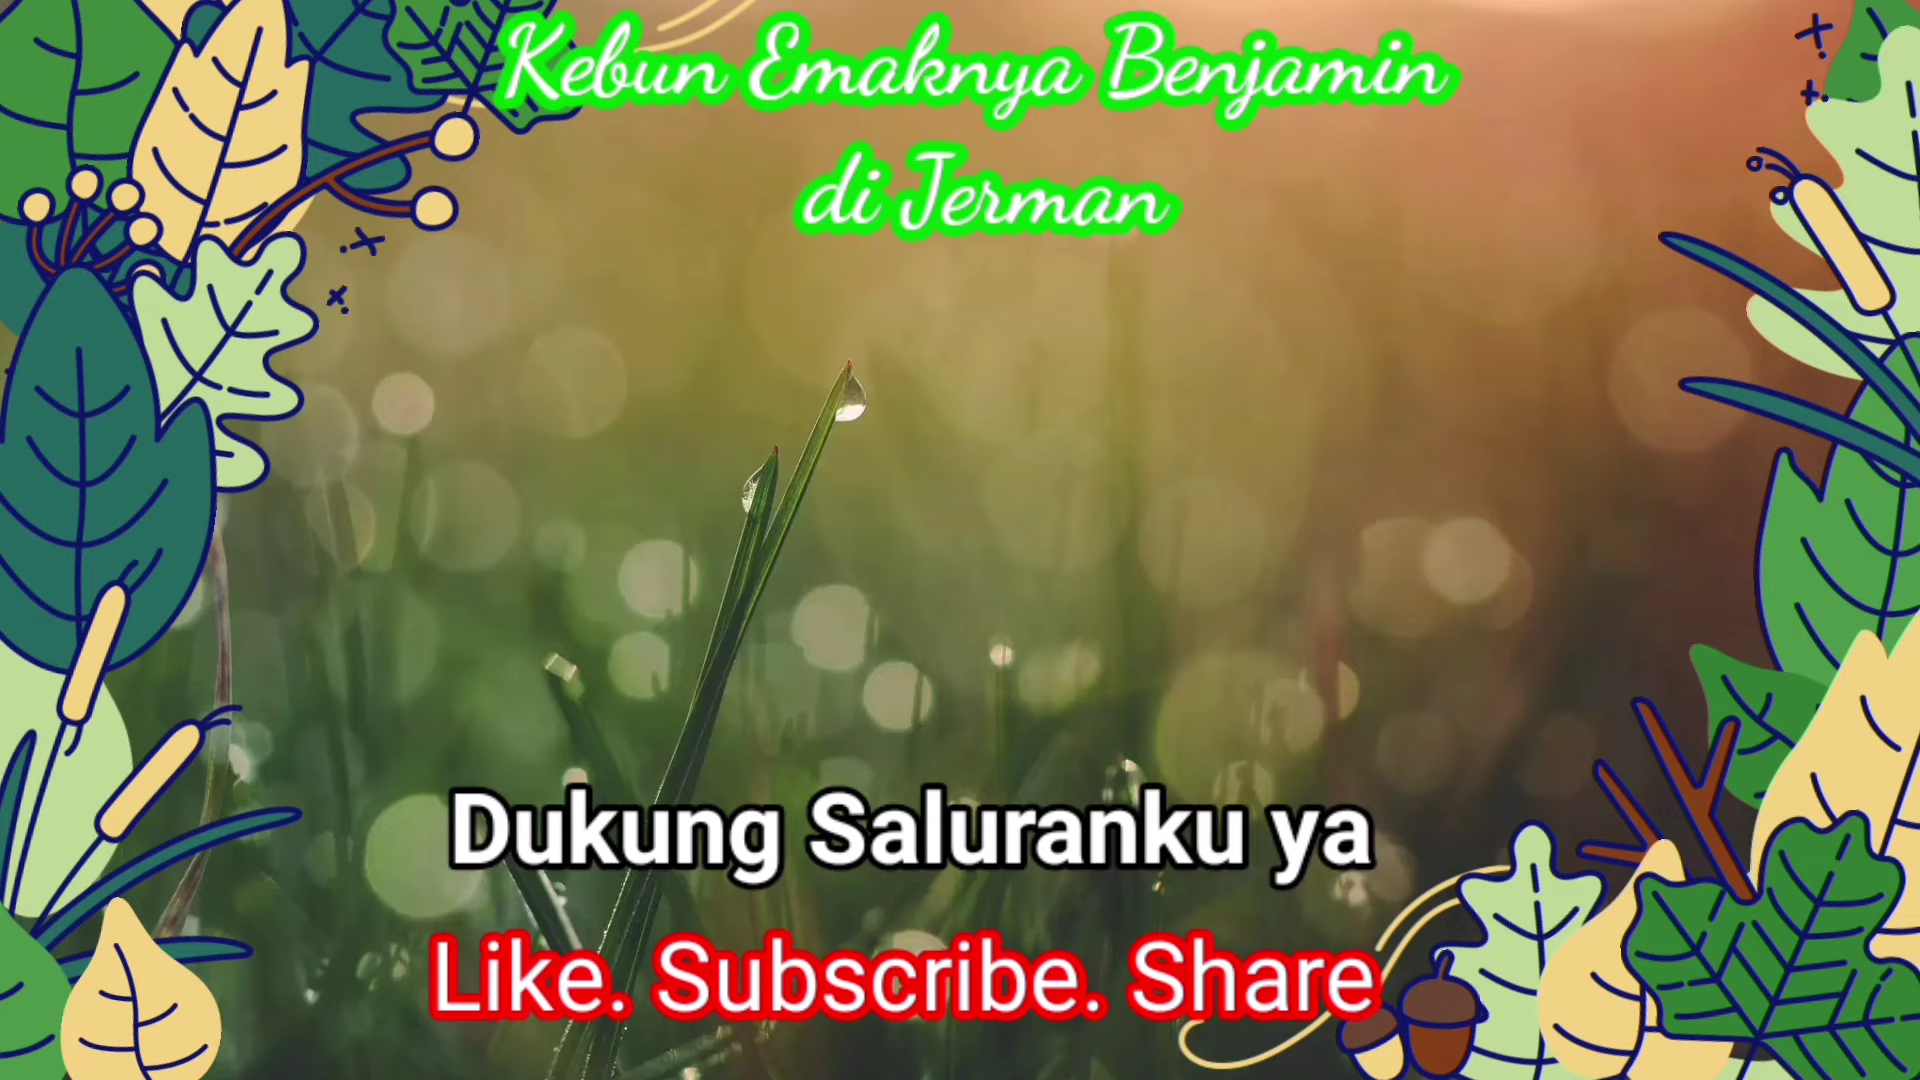 Kebun Emaknya Benjamin
di Jerman
Dukung Saluranku ya
Like. Subscribe. Share